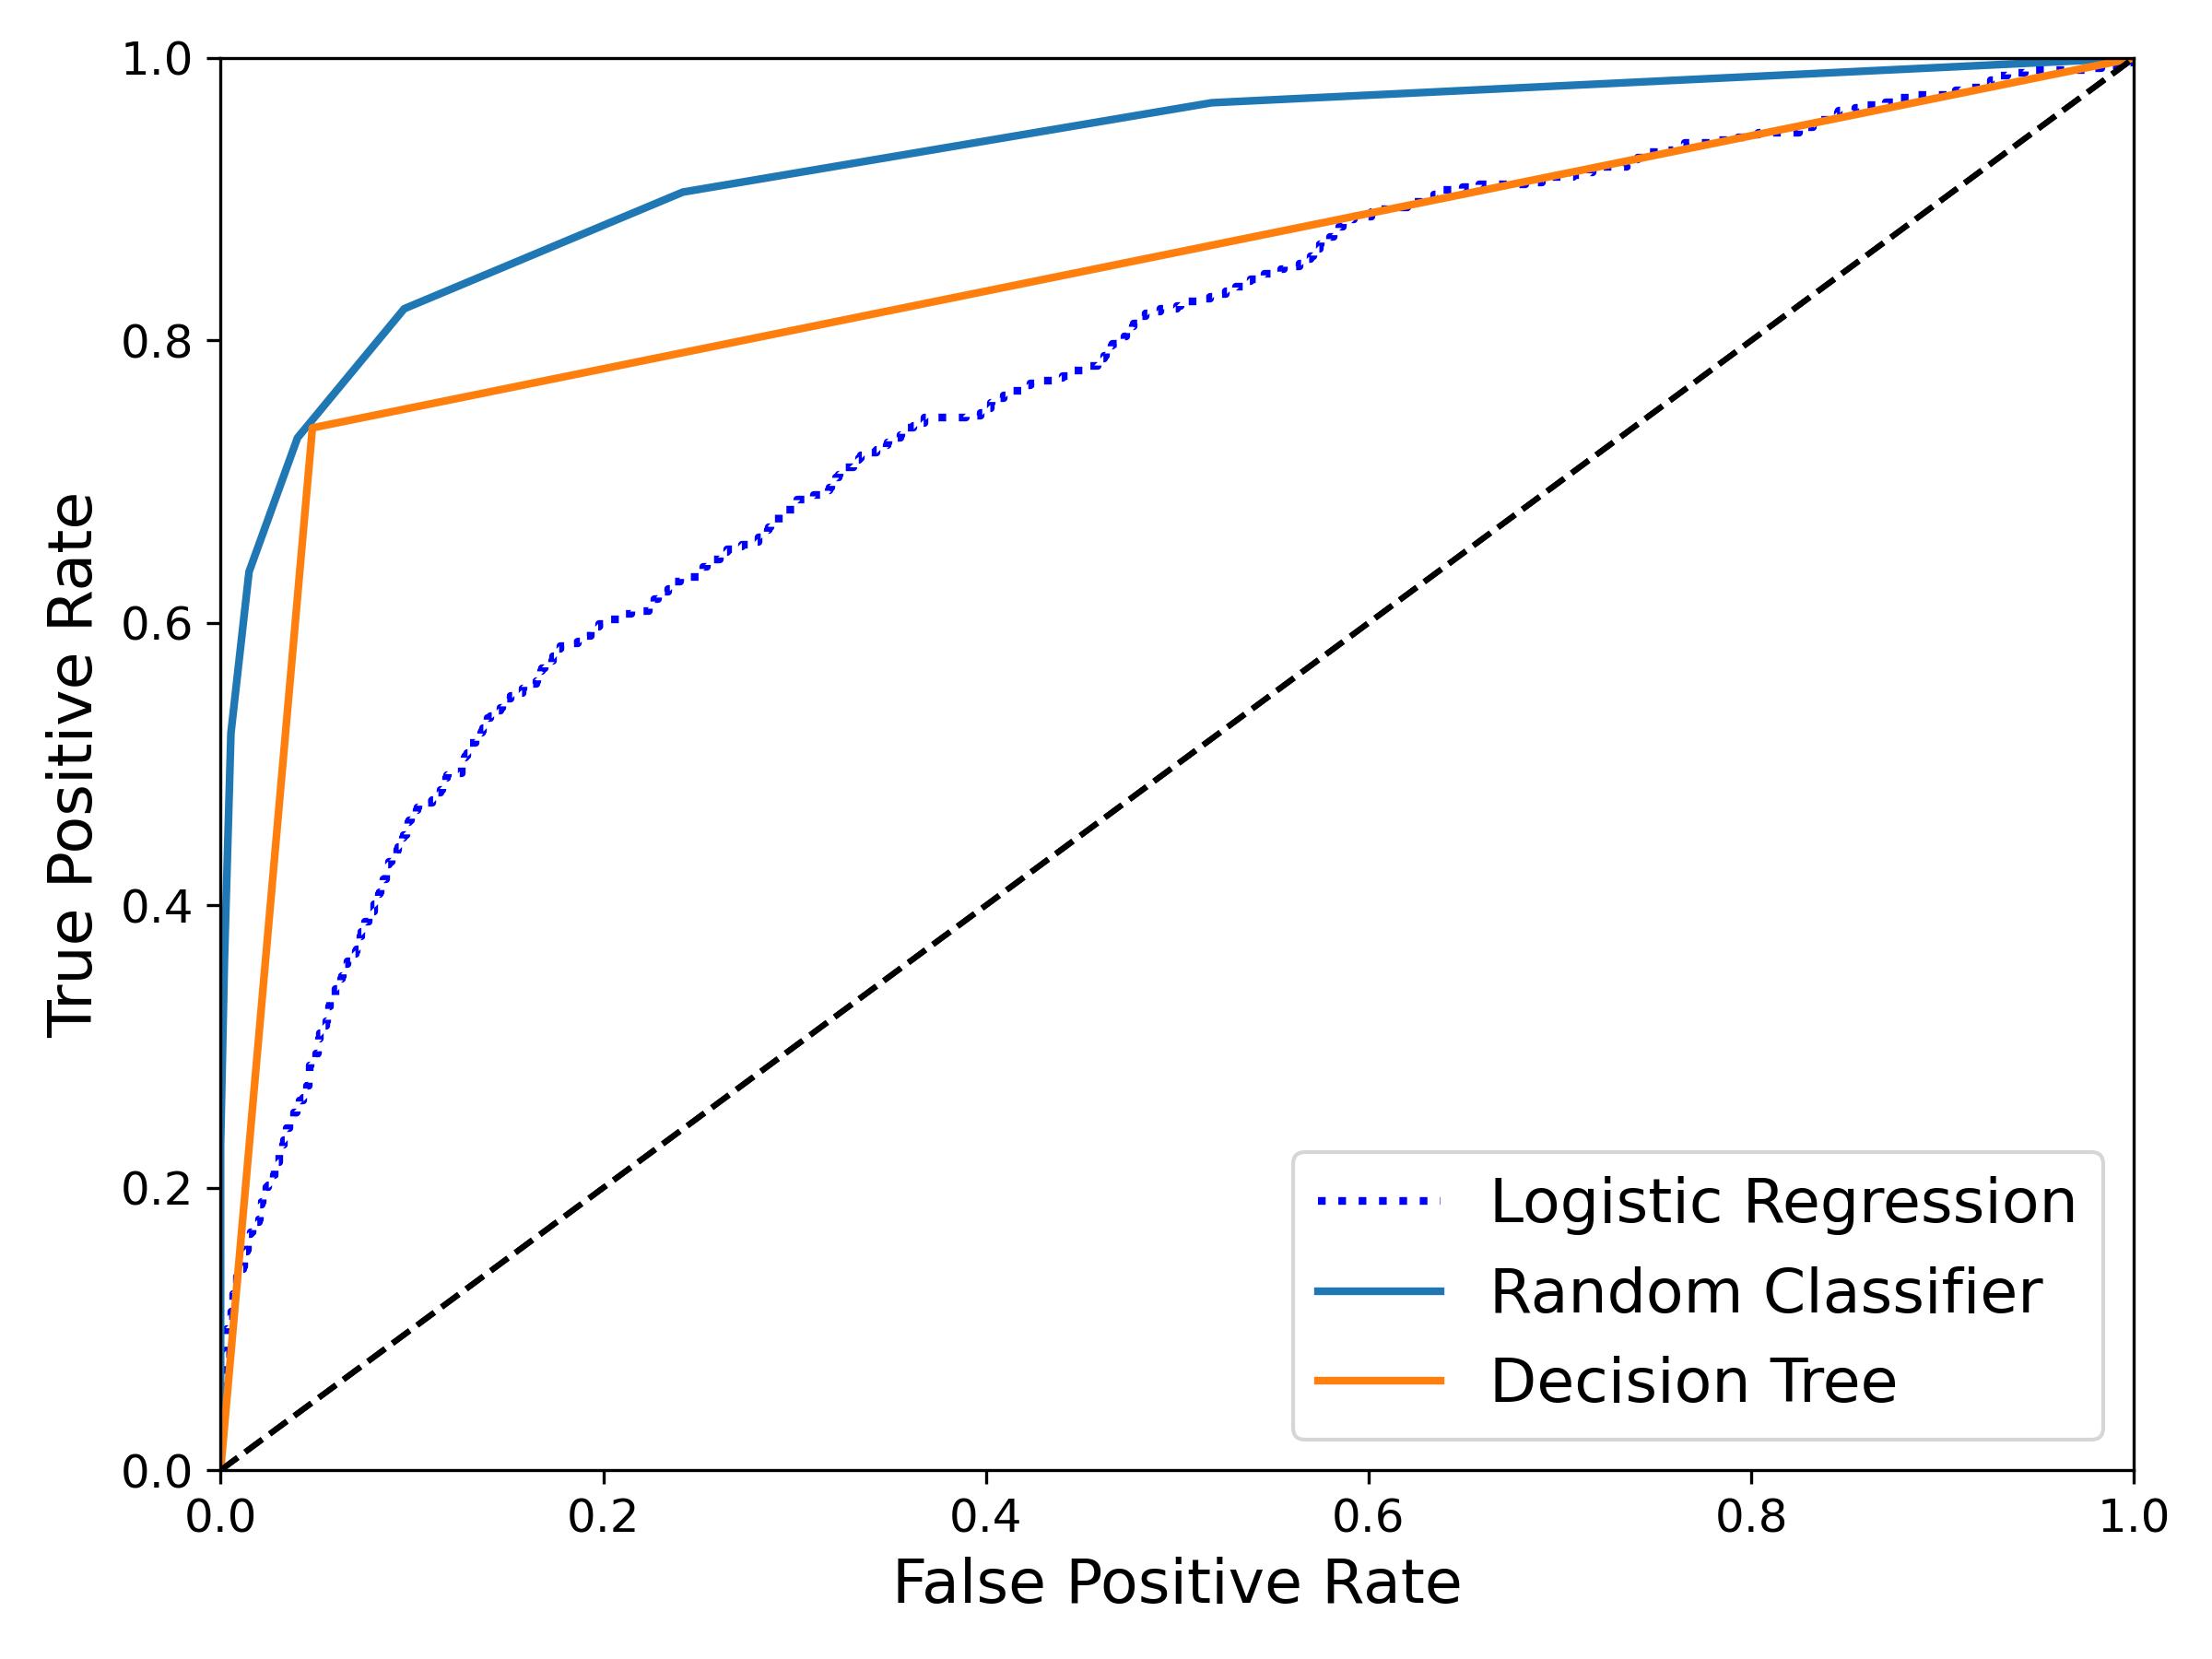 1.0
0.8
0.6
0.4
0.2
0.0
True Positive Rate
Logistic Regression
Random Classifier
Decision Tree
0.0 0.2 0.4 0.6 0.8 1.0
False Positive Rate